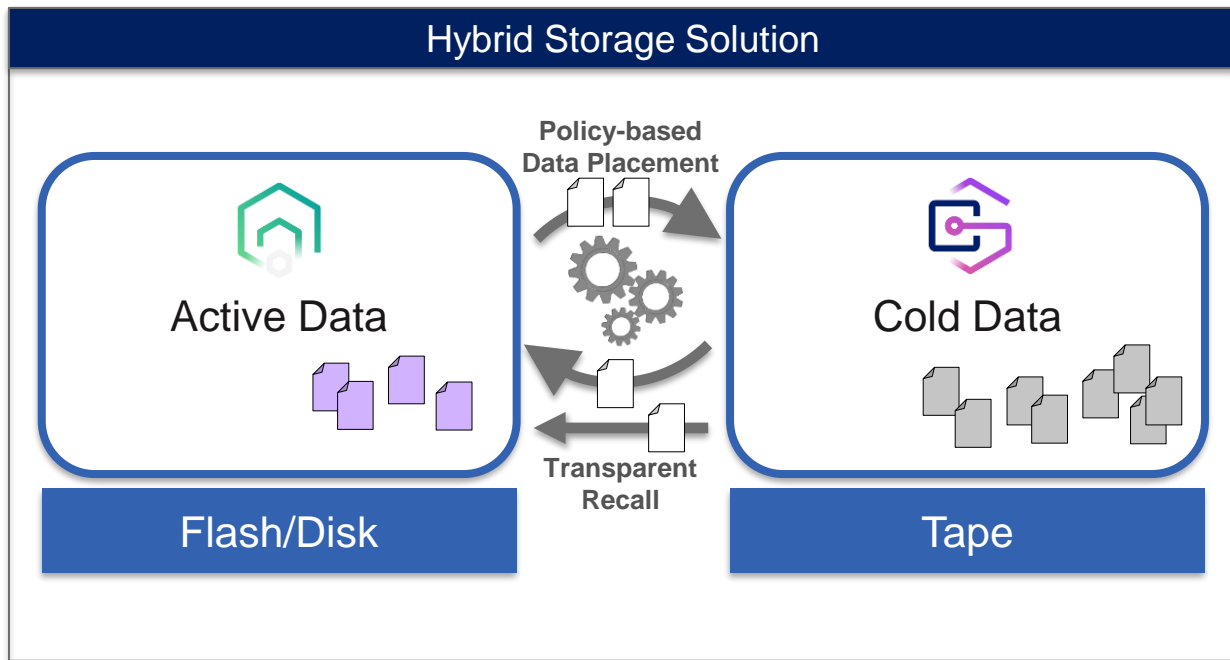 Hybrid Storage Solution
Policy-based
Data Placement
Active Data
Cold Data
Transparent
Recall
Flash/Disk
Tape